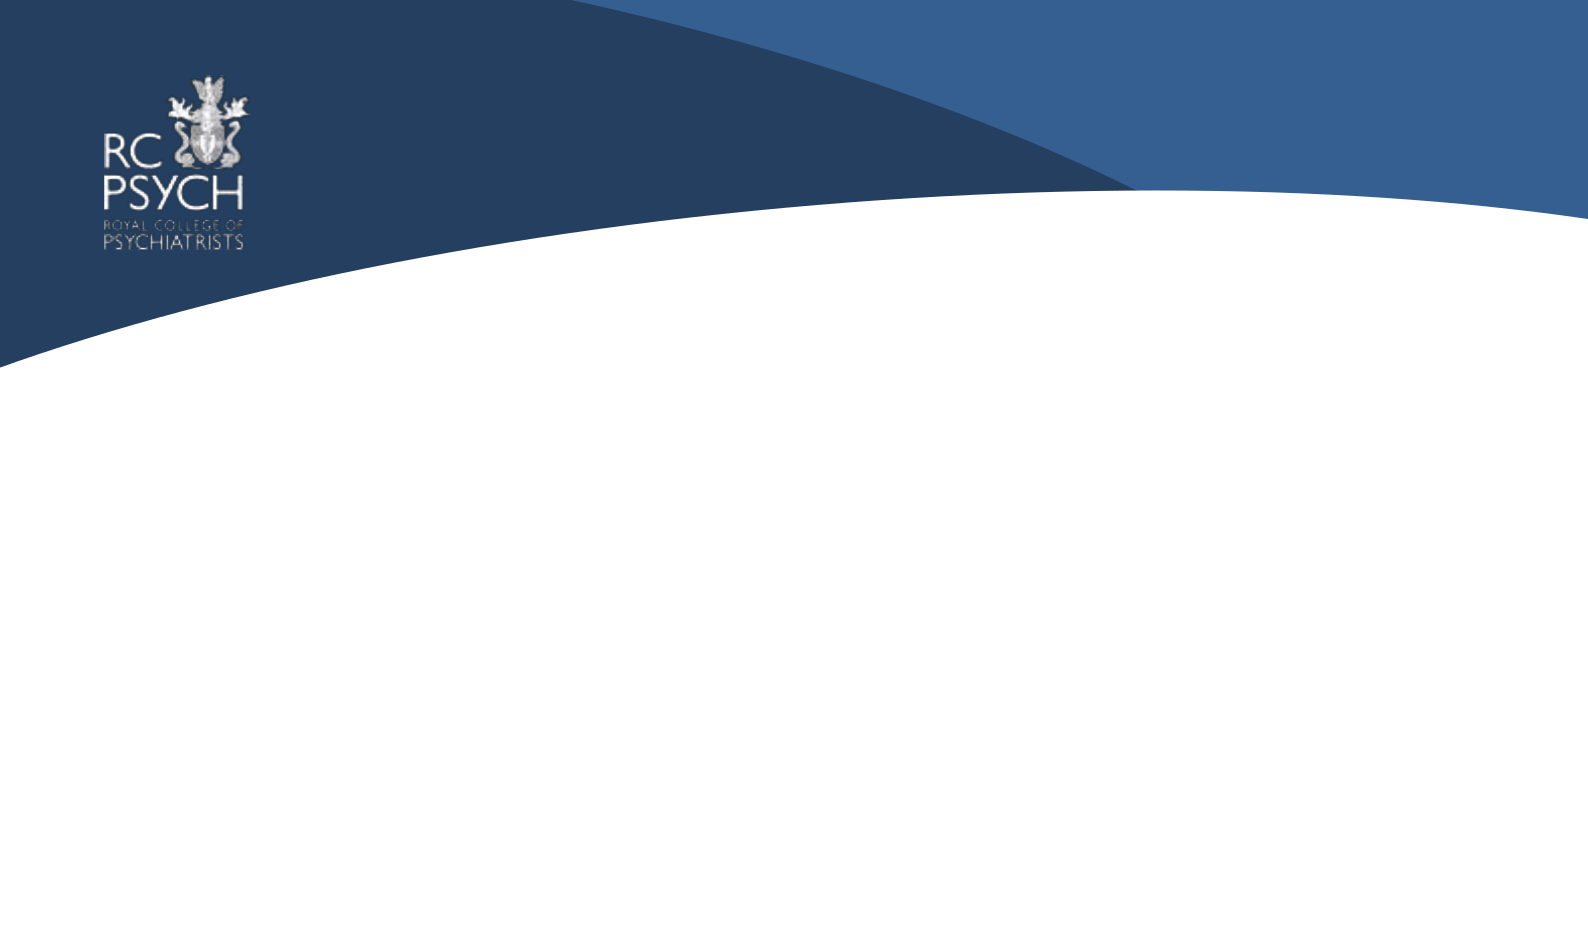 RC
PSYCH
ROYAL COLLEGE OF
PSYCHIATRISTS